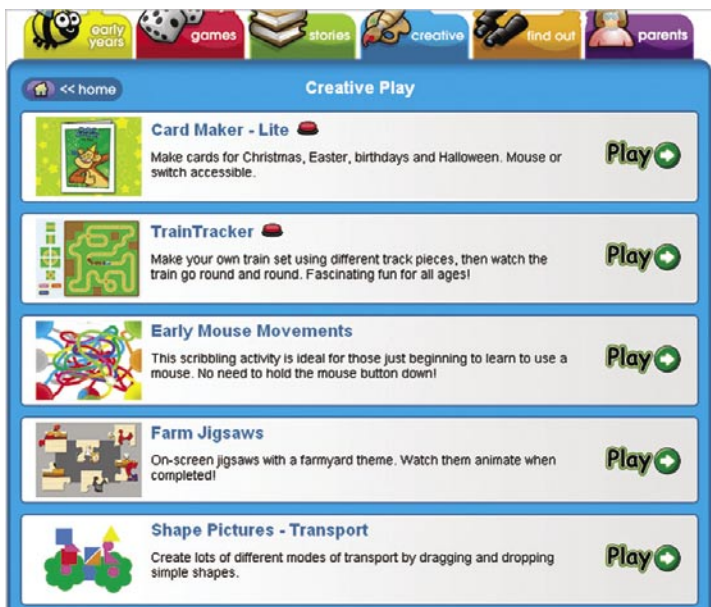 early
years
games
stories
creative
find out
parents
<< home
Creative Play
Card Maker - Lite
Make cards for Christmas, Easter, birthdays and Halloween. Mouse or
switch accessible.
Play
TrainTracker
Make your own train set using different track pieces, then watch the
train go round and round. Fascinating fun for all ages!
Play
Early Mouse Movements
This scribbling activity is ideal for those just beginning to learn to use a
mouse. No need to hold the mouse button down!
Play
Farm Jigsaws
On-screen jigsaws with a farmyard theme. Watch them animate when
completed!
Play
Shape Pictures - Transport
Create lots of different modes of transport by dragging and dropping
simple shapes.
Play